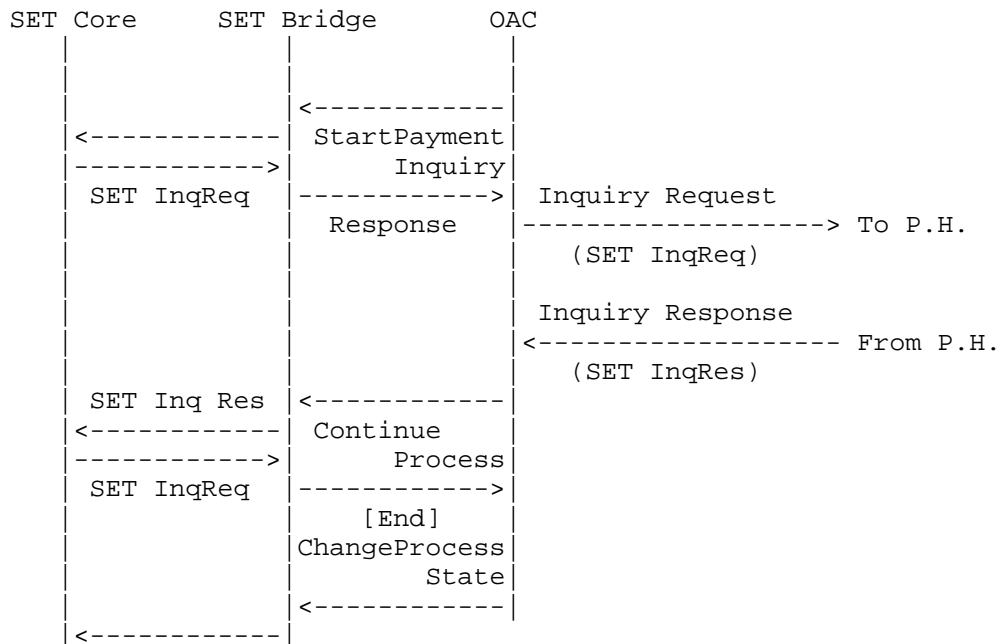 SET Core SET Bridge OAC
StartPayment
Inquiry
SET InqReq Inquiry Request
Response To P.H.
(SET InqReq)
Inquiry Response
From P.H.
(SET InqRes)
SET Inq Res
Continue
Process
SET InqReq
[End]
ChangeProcess
State